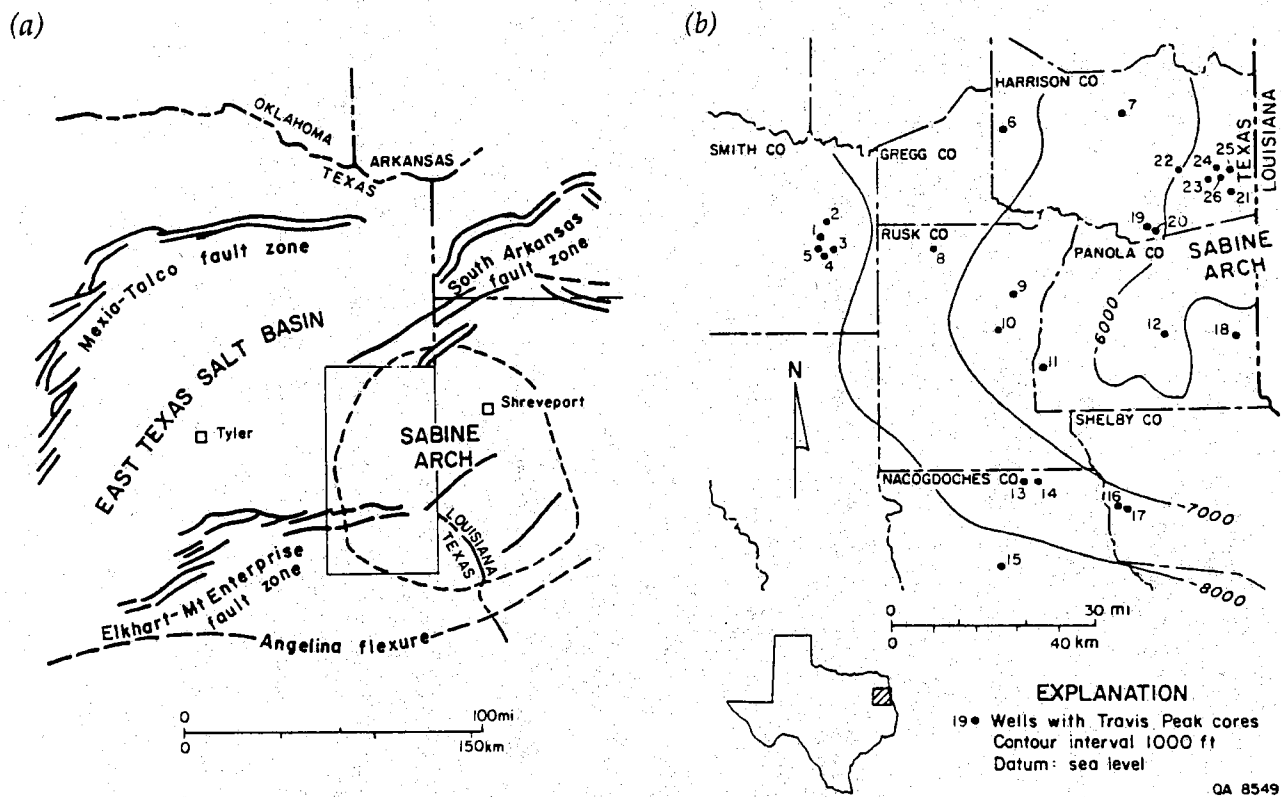 (a)
OKLAHOMA
TEXAS
ARKANSAS
Mexia-Talco fault zone
South Arkansas
fault zone
EAST TEXAS SALT BASIN
Tyler
Shreveport
SABINE
ARCH
LOUISIANA
TEXAS
Elkhart-Mt Enterprise
fault zone
Angelina flexure
0 100mi
0 150km
(b)
HARRISON CO
SMITH CO
GREGG CO
TEXAS
LOUISIANA
6
7
22
24
25
23
26
21
19
20
2
1
5
4
3
RUSK CO
8
PANOLA CO
SABINE
ARCH
9
10
11
-6000
12
18
N
SHELBY CO
NACOGDOCHES CO
13
14
16
17
-7000
15
-8000
0 30 mi
0 40 km
EXPLANATION
19 Wells with Travis Peak cores
Contour interval 1000 ft
Datum: sea level
QA 8549